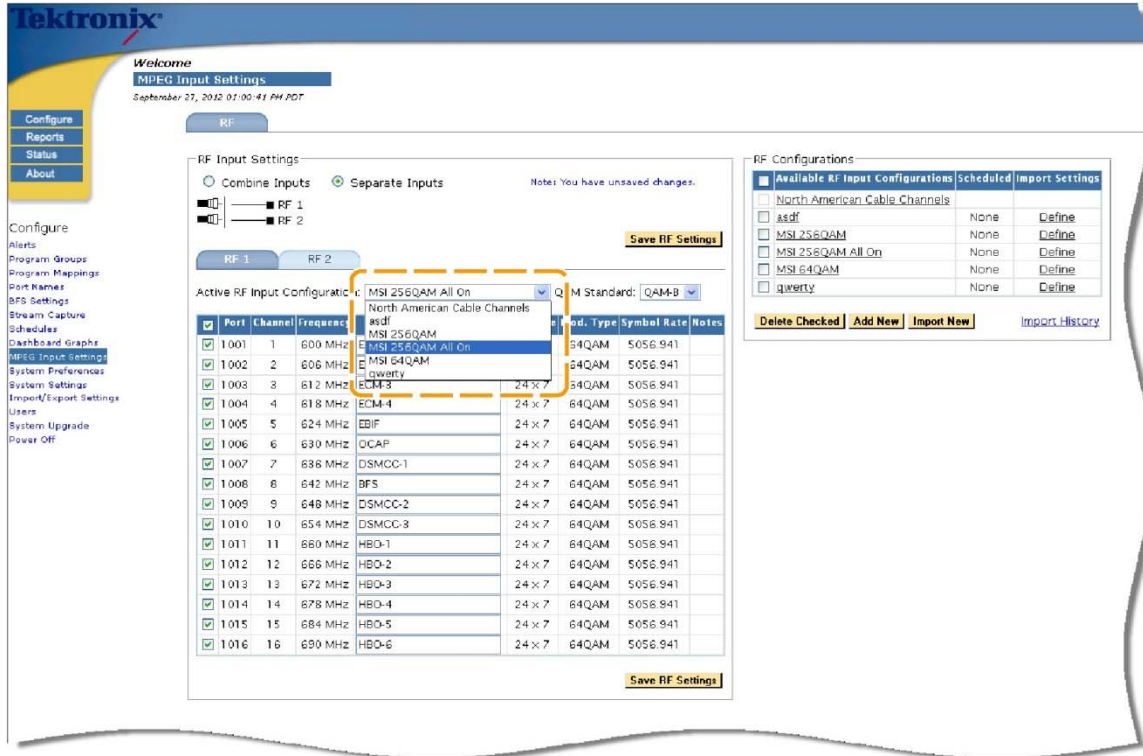 Tektronix
Welcome
MPEG Input Settings
September 27, 2012 01:00:41 PM PDT
Configure
Reports
Status
About
Configure
Alerts
Program Groups
Program Mappings
Port Names
BFS Settings
Stream Capture
Schedules
Dashboard Graphs
MPEG Input Settings
System Preferences
System Settings
Import/Export Settings
Users
System Upgrade
Power Off
RF
RF Input Settings
Combine Inputs Separate Inputs Note: You have unsaved changes.
RF 1
RF 2
Save RF Settings
RF 1 RF 2
Active RF Input Configuration: MSI 256QAM All On QAM Standard: QAM-B
North American Cable Channels
asdf
MSI 256QAM
MSI 256QAM All On
MSI 64QAM
qwerty
Port Channel Frequency Mod. Type Symbol Rate Notes
1001 1 600 MHz 64QAM 5056.941
1002 2 606 MHz 64QAM 5056.941
1003 3 612 MHz ECM-3 24 x 7 64QAM 5056.941
1004 4 618 MHz ECM-4 24 x 7 64QAM 5056.941
1005 5 624 MHz EBIF 24 x 7 64QAM 5056.941
1006 6 630 MHz OCAP 24 x 7 64QAM 5056.941
1007 7 636 MHz DSMCC-1 24 x 7 64QAM 5056.941
1008 8 642 MHz BFS 24 x 7 64QAM 5056.941
1009 9 648 MHz DSMCC-2 24 x 7 64QAM 5056.941
1010 10 654 MHz DSMCC-3 24 x 7 64QAM 5056.941
1011 11 660 MHz HBO-1 24 x 7 64QAM 5056.941
1012 12 666 MHz HBO-2 24 x 7 64QAM 5056.941
1013 13 672 MHz HBO-3 24 x 7 64QAM 5056.941
1014 14 678 MHz HBO-4 24 x 7 64QAM 5056.941
1015 15 684 MHz HBO-5 24 x 7 64QAM 5056.941
1016 16 690 MHz HBO-6 24 x 7 64QAM 5056.941
Save RF Settings
RF Configurations
Available RF Input Configurations Scheduled Import Settings
North American Cable Channels
asdf None Define
MSI 256QAM None Define
MSI 256QAM All On None Define
MSI 64QAM None Define
qwerty None Define
Delete Checked Add New Import New Import History